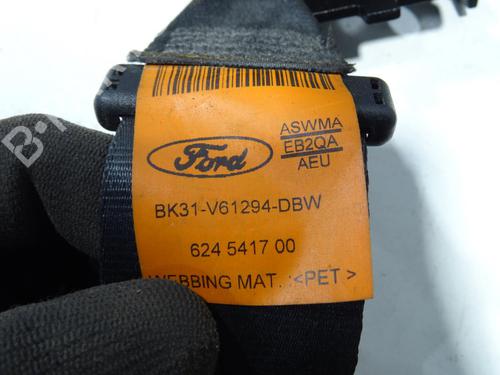 ASWMA
EB2QA
AEU
Ford
BK31-V61294-DBW
624 5417 00
WEBBING MAT. :<PET>